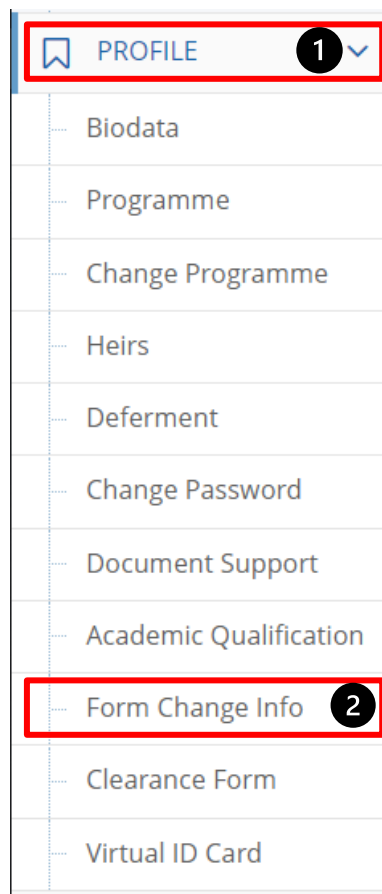 PROFILE 1
Biodata
Programme
Change Programme
Heirs
Deferment
Change Password
Document Support
Academic Qualification
Form Change Info 2
Clearance Form
Virtual ID Card